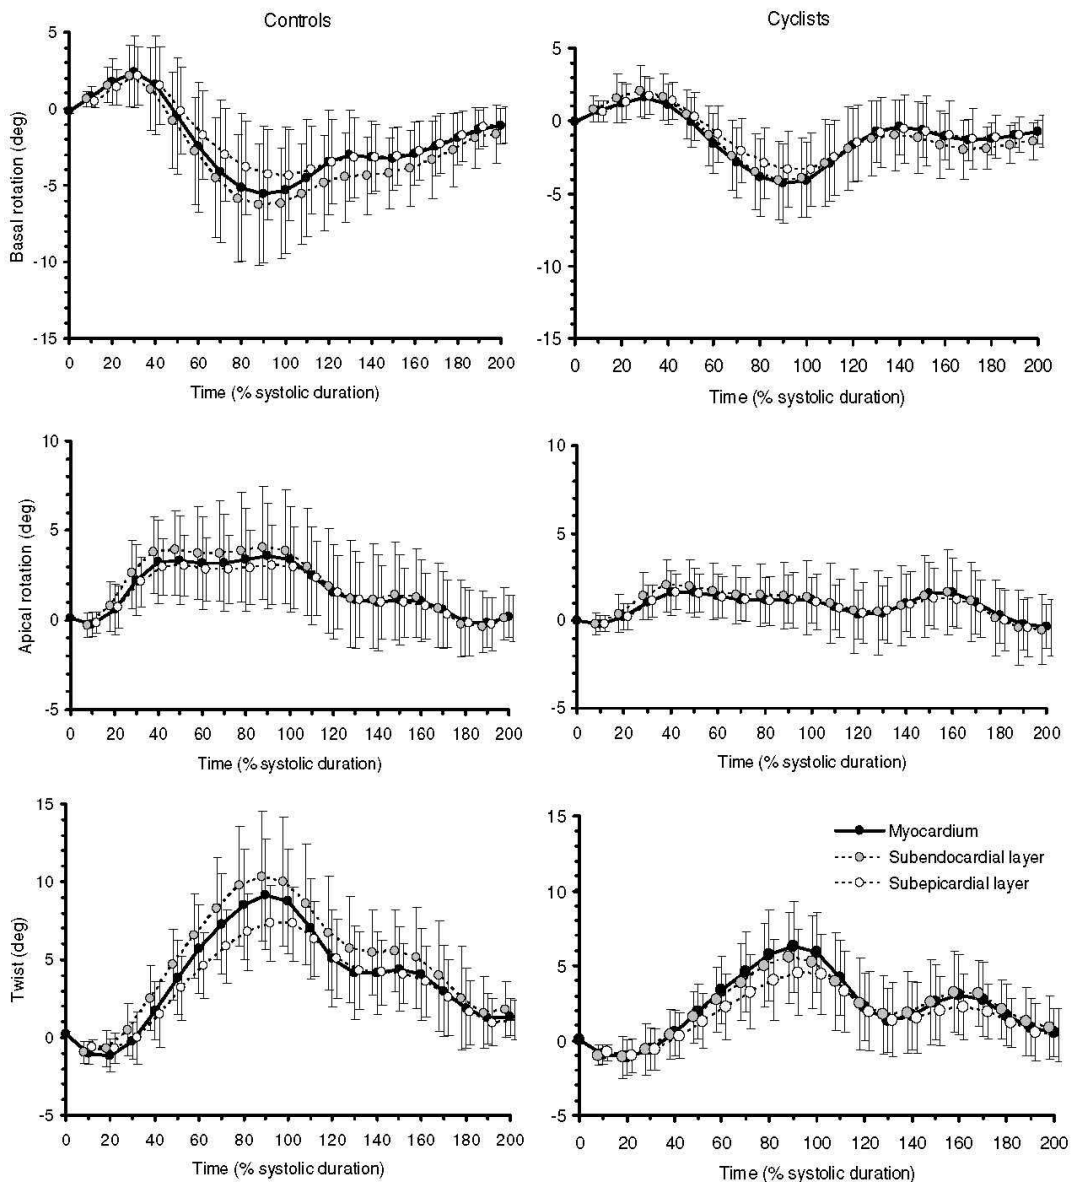 Controls
Cyclists
5
0
-5
-10
-15
Basal rotation (deg)
0 20 40 60 80 100 120 140 160 180 200
Time (% systolic duration)
5
0
-5
-10
-15
0 20 40 60 80 100 120 140 160 180 200
Time (% systolic duration)
10
5
0
-5
Apical rotation (deg)
0 20 40 60 80 100 120 140 160 180 200
Time (% systolic duration)
10
5
0
-5
0 20 40 60 80 100 120 140 160 180 200
Time (% systolic duration)
15
10
5
0
-5
Twist (deg)
0 20 40 60 80 100 120 140 160 180 200
Time (% systolic duration)
15
10
5
0
-5
Myocardium
Subendocardial layer
Subepicardial layer
0 20 40 60 80 100 120 140 160 180 200
Time (% systolic duration)